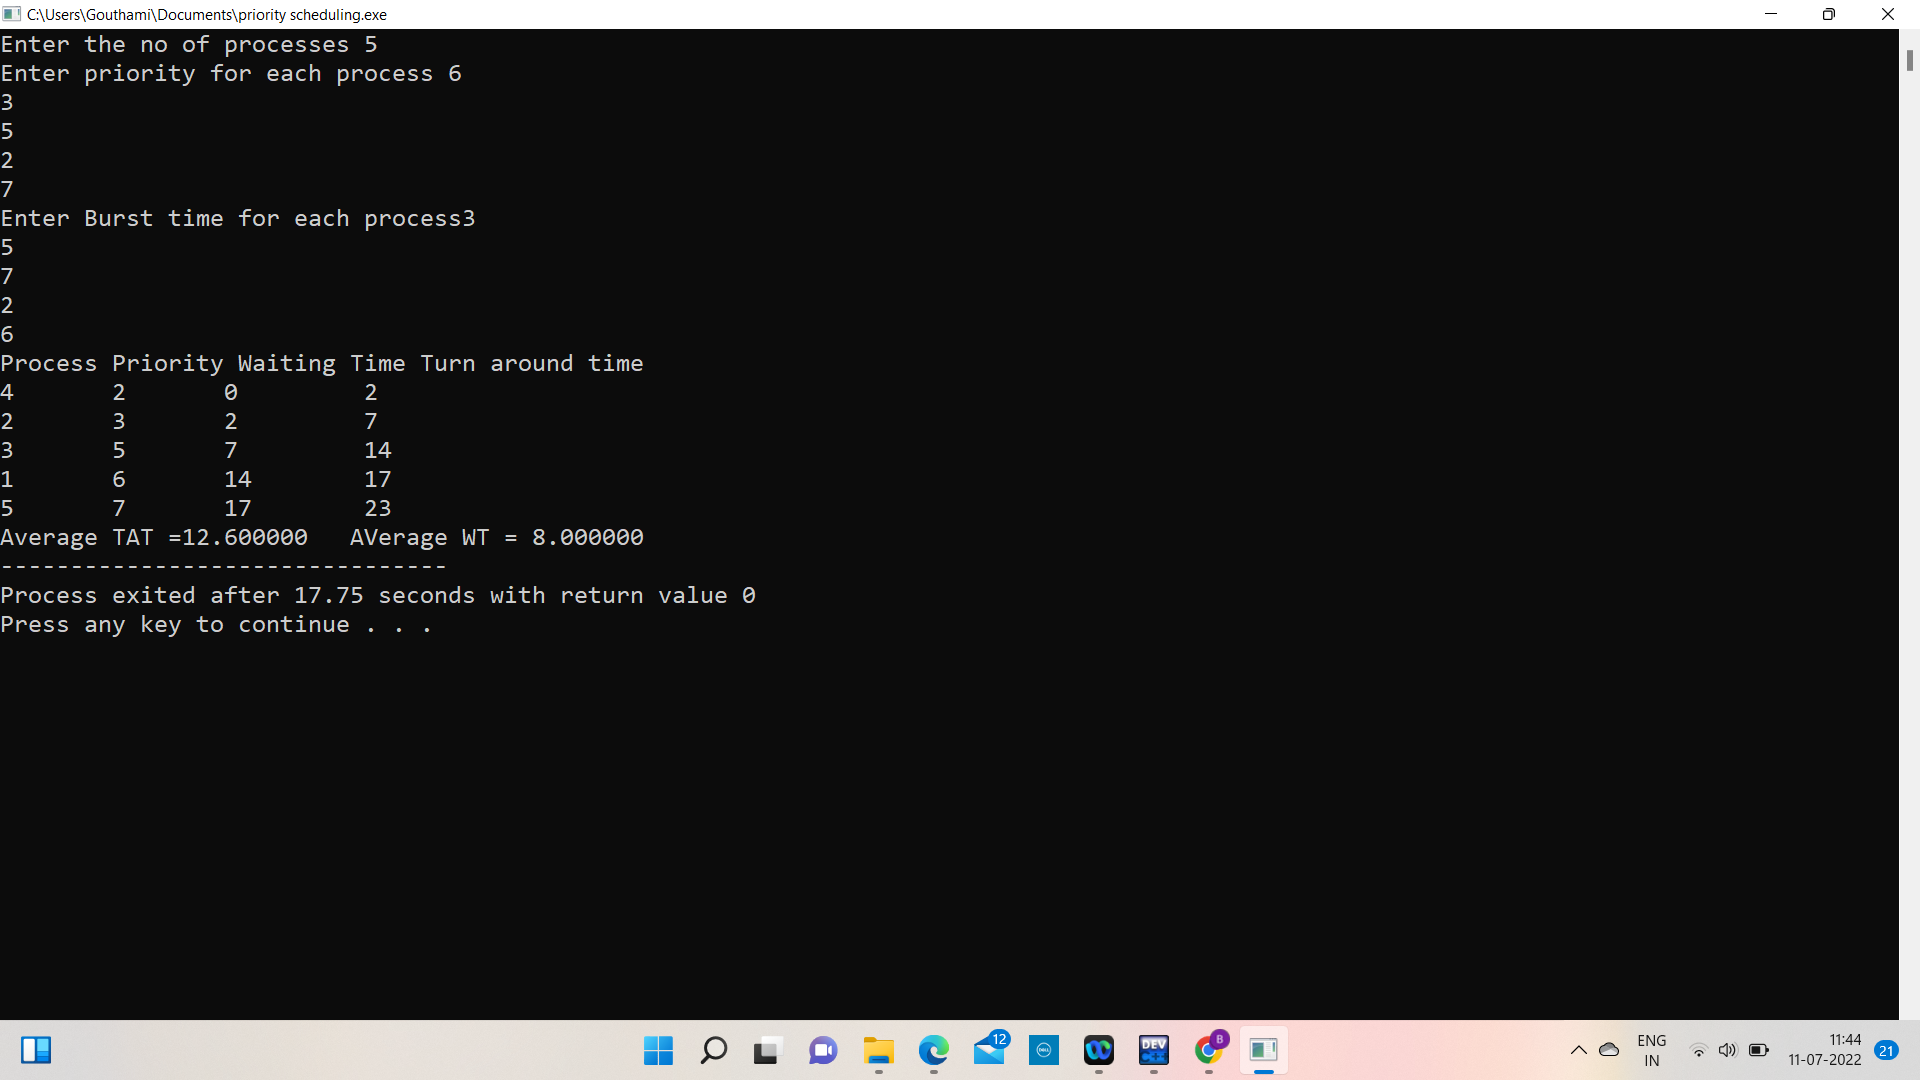 C:\Users\Gouthami\Documents\priority scheduling.exe
Enter the no of processes 5
Enter priority for each process 6
3
5
2
7
Enter Burst time for each process3
5
7
2
6
Process Priority Waiting Time Turn around time
4 2 0 2
2 3 2 7
3 5 7 14
1 6 14 17
5 7 17 23
Average TAT =12.600000 AVerage WT = 8.000000
--------------------------------
Process exited after 17.75 seconds with return value 0
Press any key to continue . . .
12
DELL
DEV
C++
B
ENG
IN
11:44
11-07-2022
21